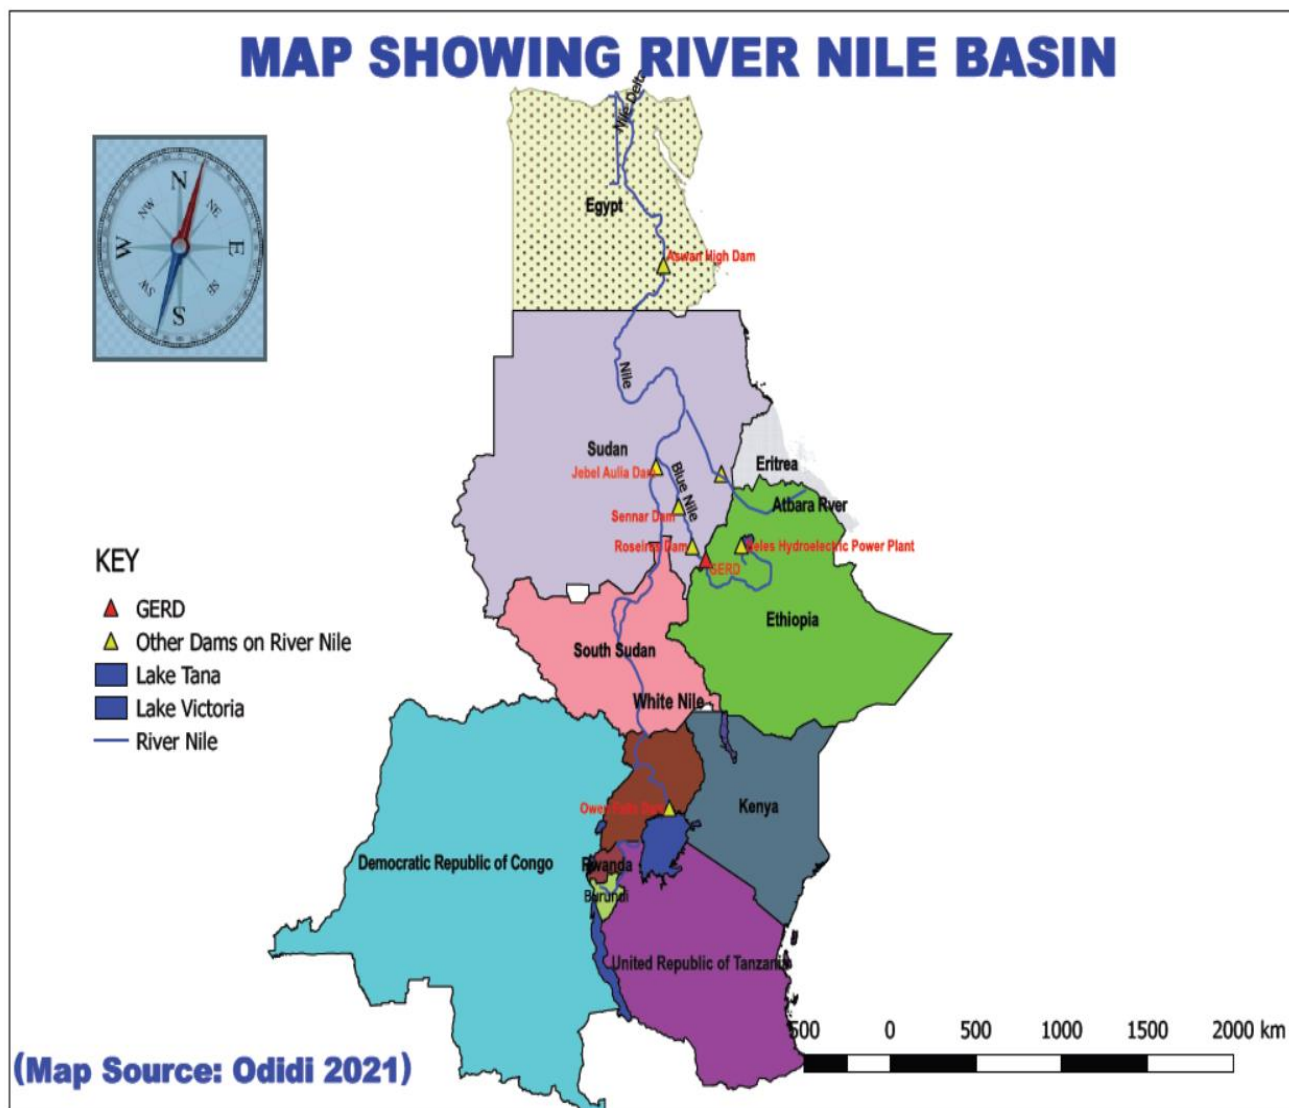 MAP SHOWING RIVER NILE BASIN
Nile Delta
N
NW
NE
W
E
SW
SE
S
Egypt
Aswan High Dam
Nile
Sudan
Jebel Aulia Dam
Blue Nile
Eritrea
Atbara Rver
Sennar Dam
Roseires Dam
Beles Hydroelectric Power Plant
GERD
Ethiopia
South Sudan
White Nile
KEY
GERD
Other Dams on River Nile
Lake Tana
Lake Victoria
River Nile
Owen Falls Dam
Kenya
Democratic Republic of Congo
Rwanda
Burundi
United Republic of Tanzania
500 0 500 1000 1500 2000 km
(Map Source: Odidi 2021)